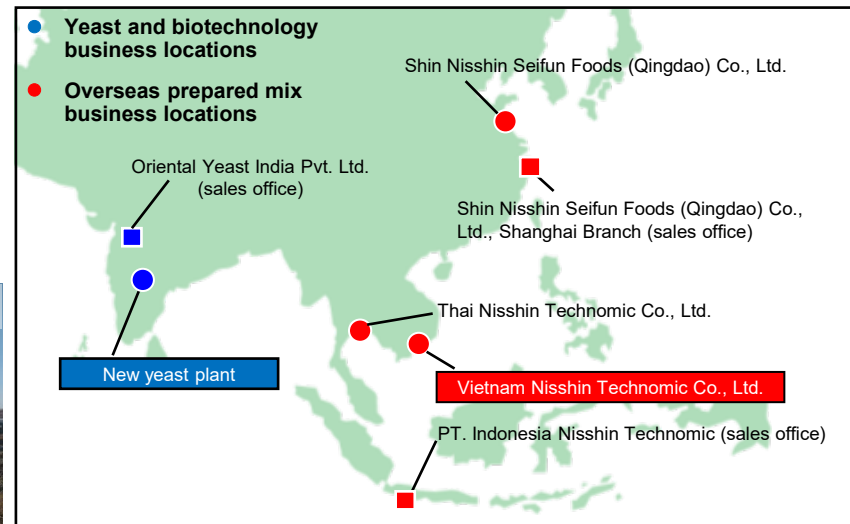 Yeast and biotechnology
business locations
Overseas prepared mix
business locations
Shin Nisshin Seifun Foods (Qingdao) Co., Ltd.
Oriental Yeast India Pvt. Ltd.
(sales office)
Shin Nisshin Seifun Foods (Qingdao) Co.,
Ltd., Shanghai Branch (sales office)
Thai Nisshin Technomic Co., Ltd.
New yeast plant
Vietnam Nisshin Technomic Co., Ltd.
PT. Indonesia Nisshin Technomic (sales office)